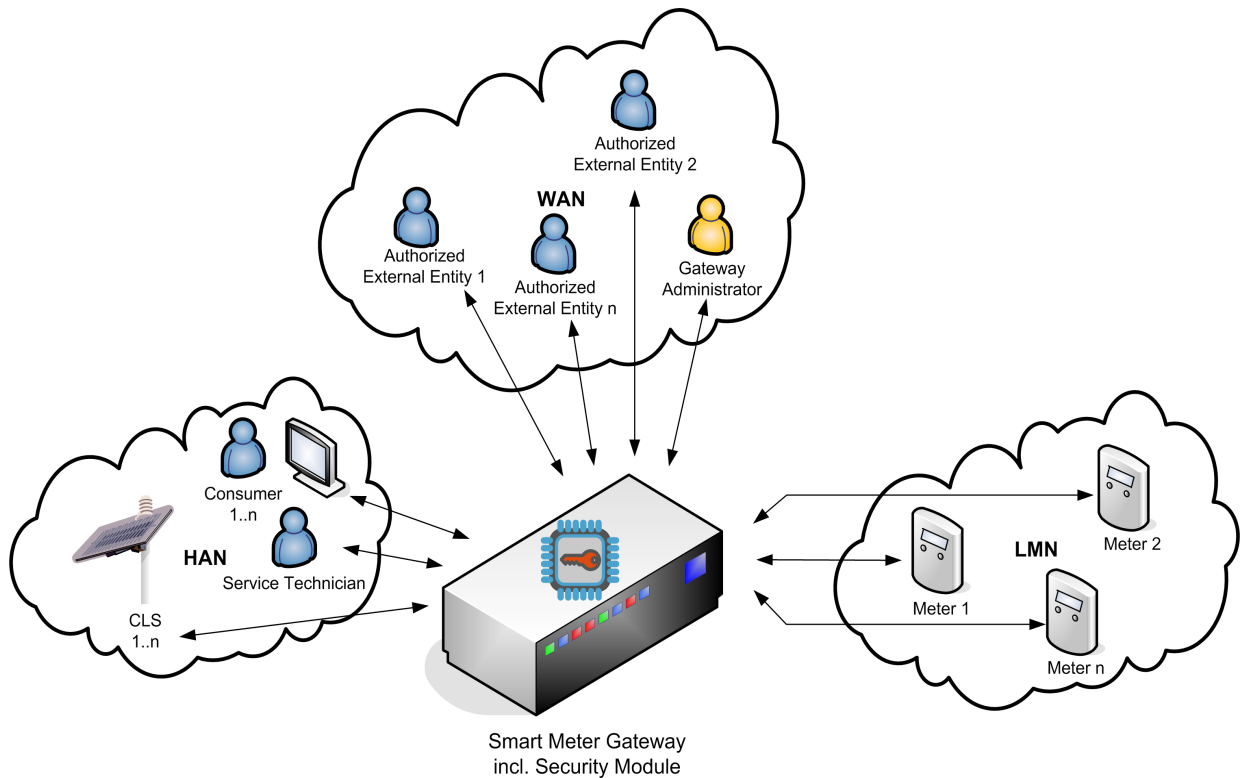 Authorized
External Entity 2
WAN
Authorized
External Entity 1
Authorized
External Entity n
Gateway
Administrator
Consumer
1..n
HAN
Service Technician
CLS
1..n
Meter 2
LMN
Meter 1
Meter n
Smart Meter Gateway
incl. Security Module